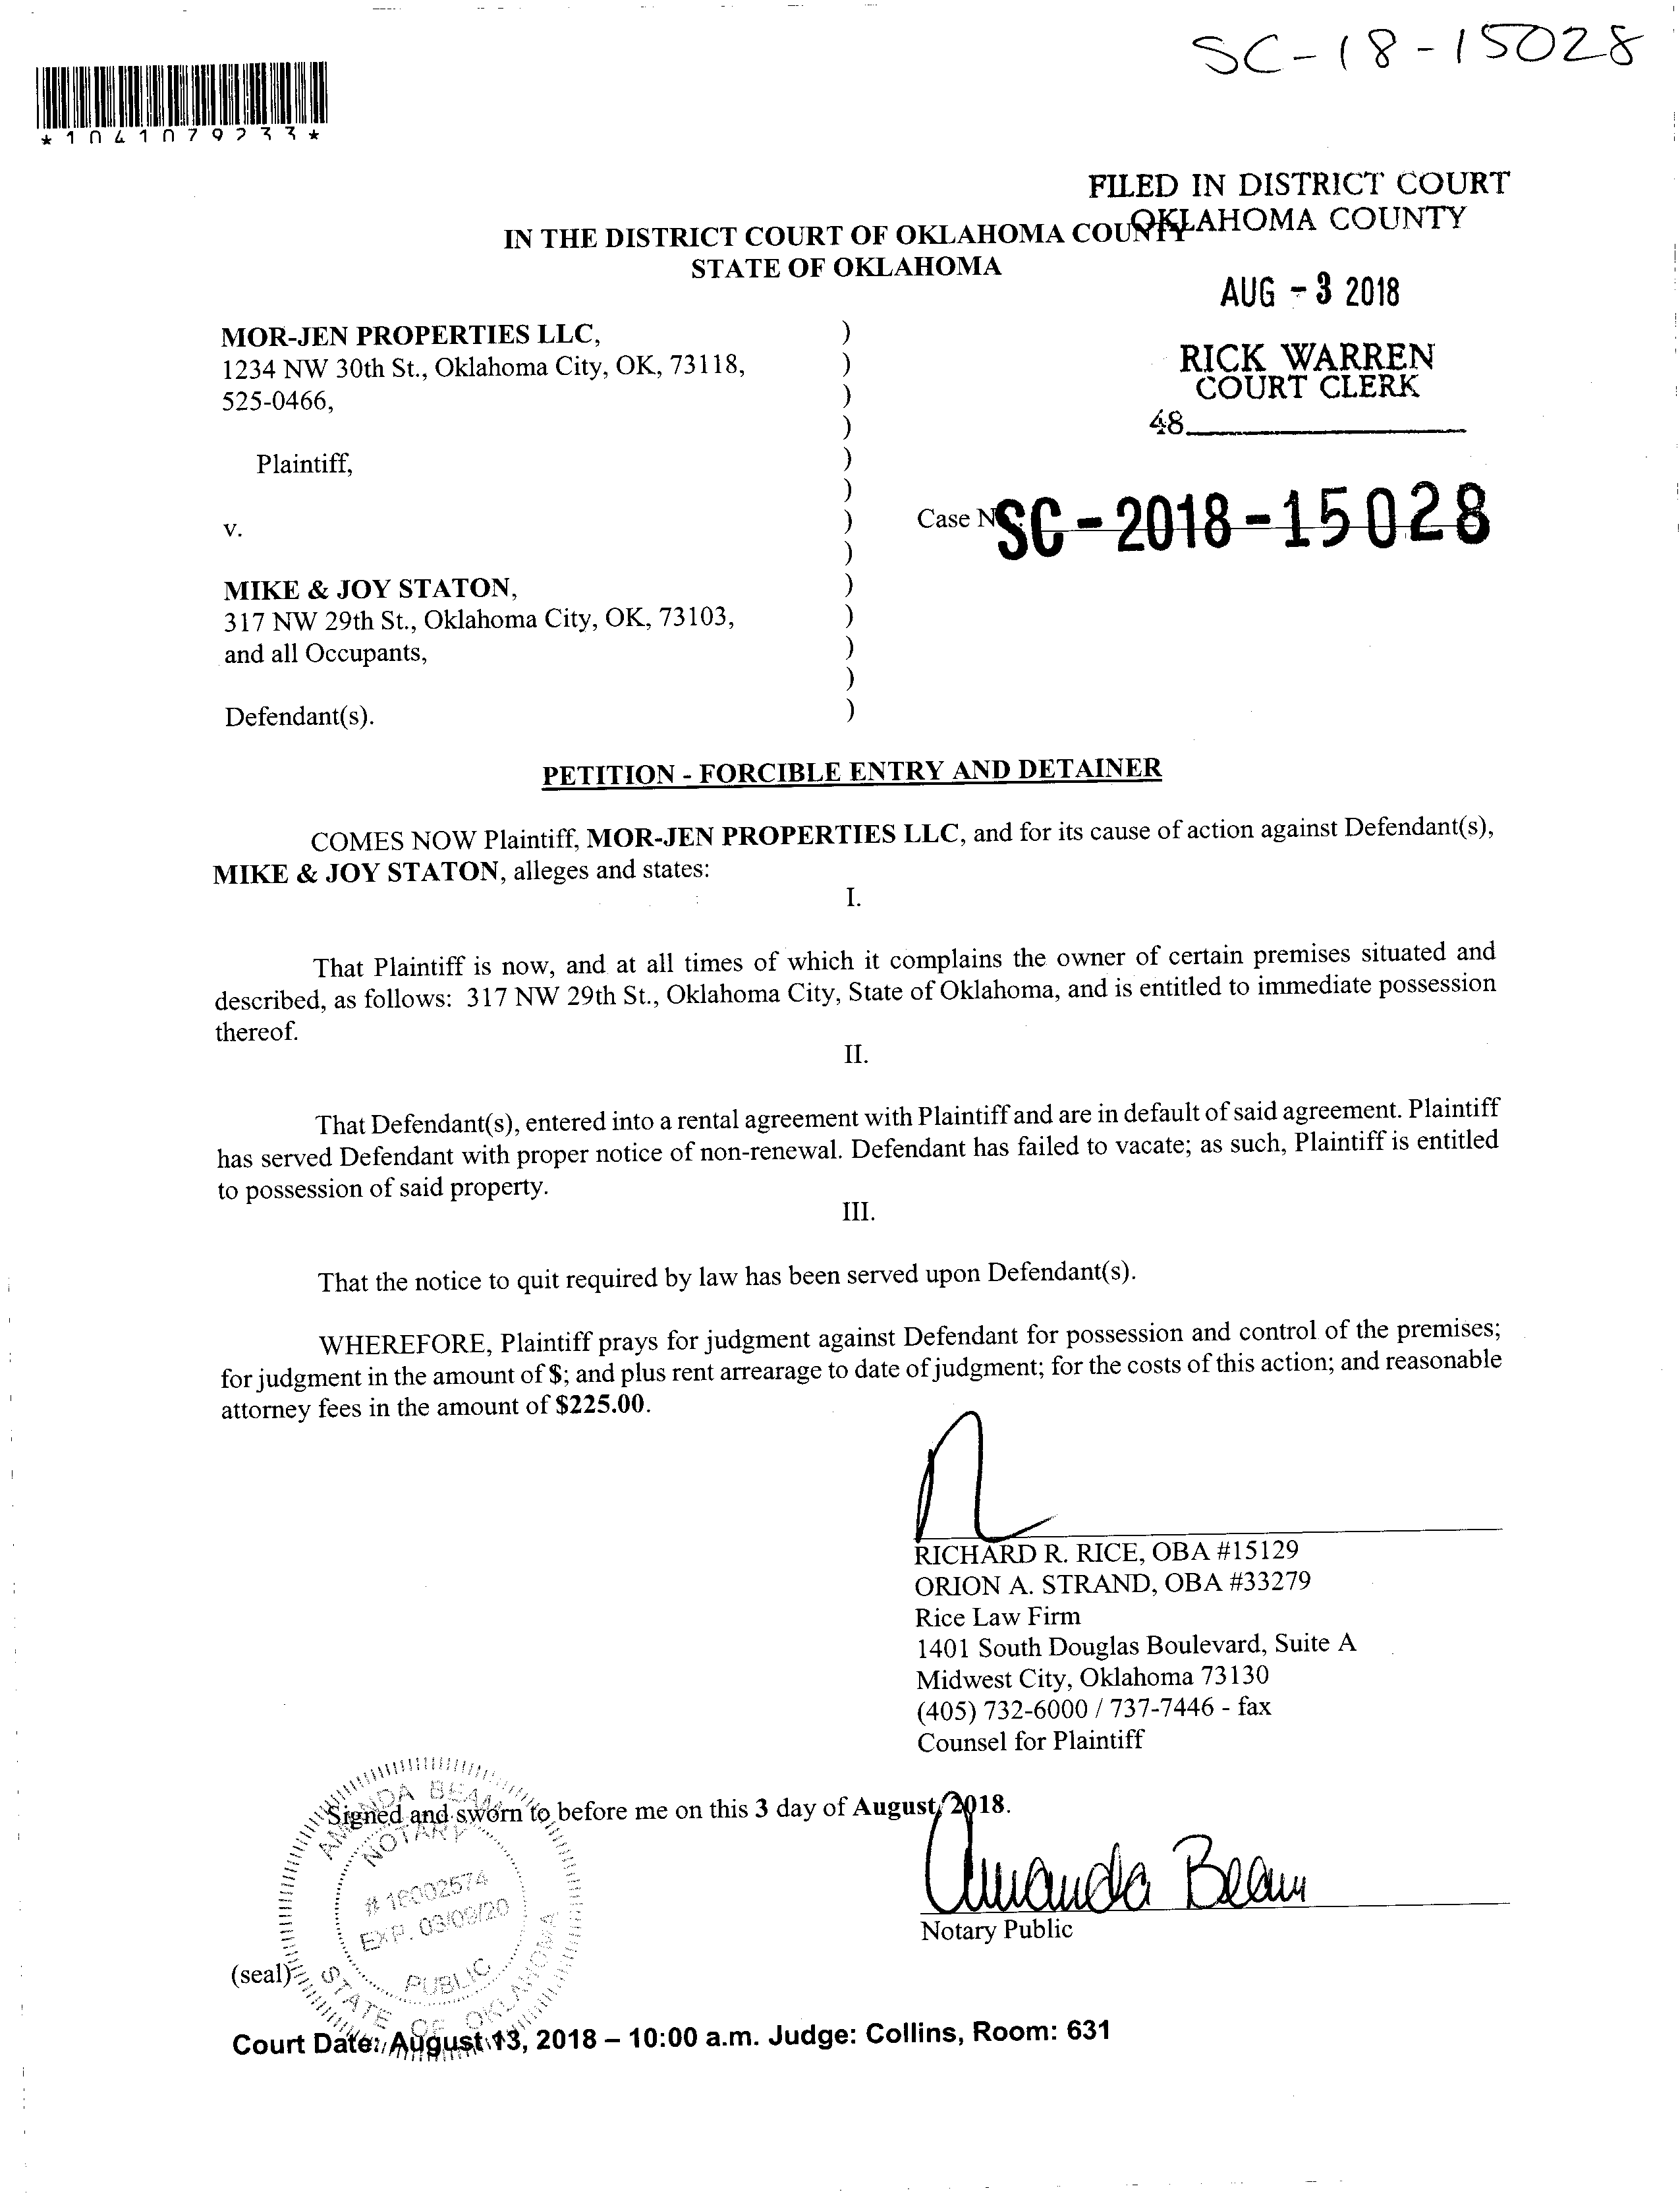 SC-18-15028
*1041079233*
FILED IN DISTRICT COURT
OKLAHOMA COUNTY
IN THE DISTRICT COURT OF OKLAHOMA COUNTY
STATE OF OKLAHOMA
AUG - 3 2018
RICK WARREN
COURT CLERK
48
MOR-JEN PROPERTIES LLC, )
1234 NW 30th St., Oklahoma City, OK, 73118, )
525-0466, )
)
Plaintiff, )
)
v. )
)
Case No. SC-2018-15028
MIKE & JOY STATON, )
317 NW 29th St., Oklahoma City, OK, 73103, )
and all Occupants, )
)
Defendant(s). )
PETITION - FORCIBLE ENTRY AND DETAINER
COMES NOW Plaintiff, MOR-JEN PROPERTIES LLC, and for its cause of action against Defendant(s),
MIKE & JOY STATON, alleges and states:
I.
That Plaintiff is now, and at all times of which it complains the owner of certain premises situated and
described, as follows: 317 NW 29th St., Oklahoma City, State of Oklahoma, and is entitled to immediate possession
thereof.
II.
That Defendant(s), entered into a rental agreement with Plaintiff and are in default of said agreement. Plaintiff
has served Defendant with proper notice of non-renewal. Defendant has failed to vacate; as such, Plaintiff is entitled
to possession of said property.
III.
That the notice to quit required by law has been served upon Defendant(s).
WHEREFORE, Plaintiff prays for judgment against Defendant for possession and control of the premises;
for judgment in the amount of $; and plus rent arrearage to date of judgment; for the costs of this action; and reasonable
attorney fees in the amount of $225.00.
RICHARD R. RICE, OBA #15129
ORION A. STRAND, OBA #33279
Rice Law Firm
1401 South Douglas Boulevard, Suite A
Midwest City, Oklahoma 73130
(405) 732-6000 / 737-7446 - fax
Counsel for Plaintiff
Signed and sworn to before me on this 3 day of August, 2018.
Amanda Beam
Notary Public
AMANDA BEAM
NOTARY
# 16002574
EXP. 03/09/20
PUBLIC
STATE OF OKLAHOMA
(seal)
Court Date: August 13, 2018 – 10:00 a.m. Judge: Collins, Room: 631